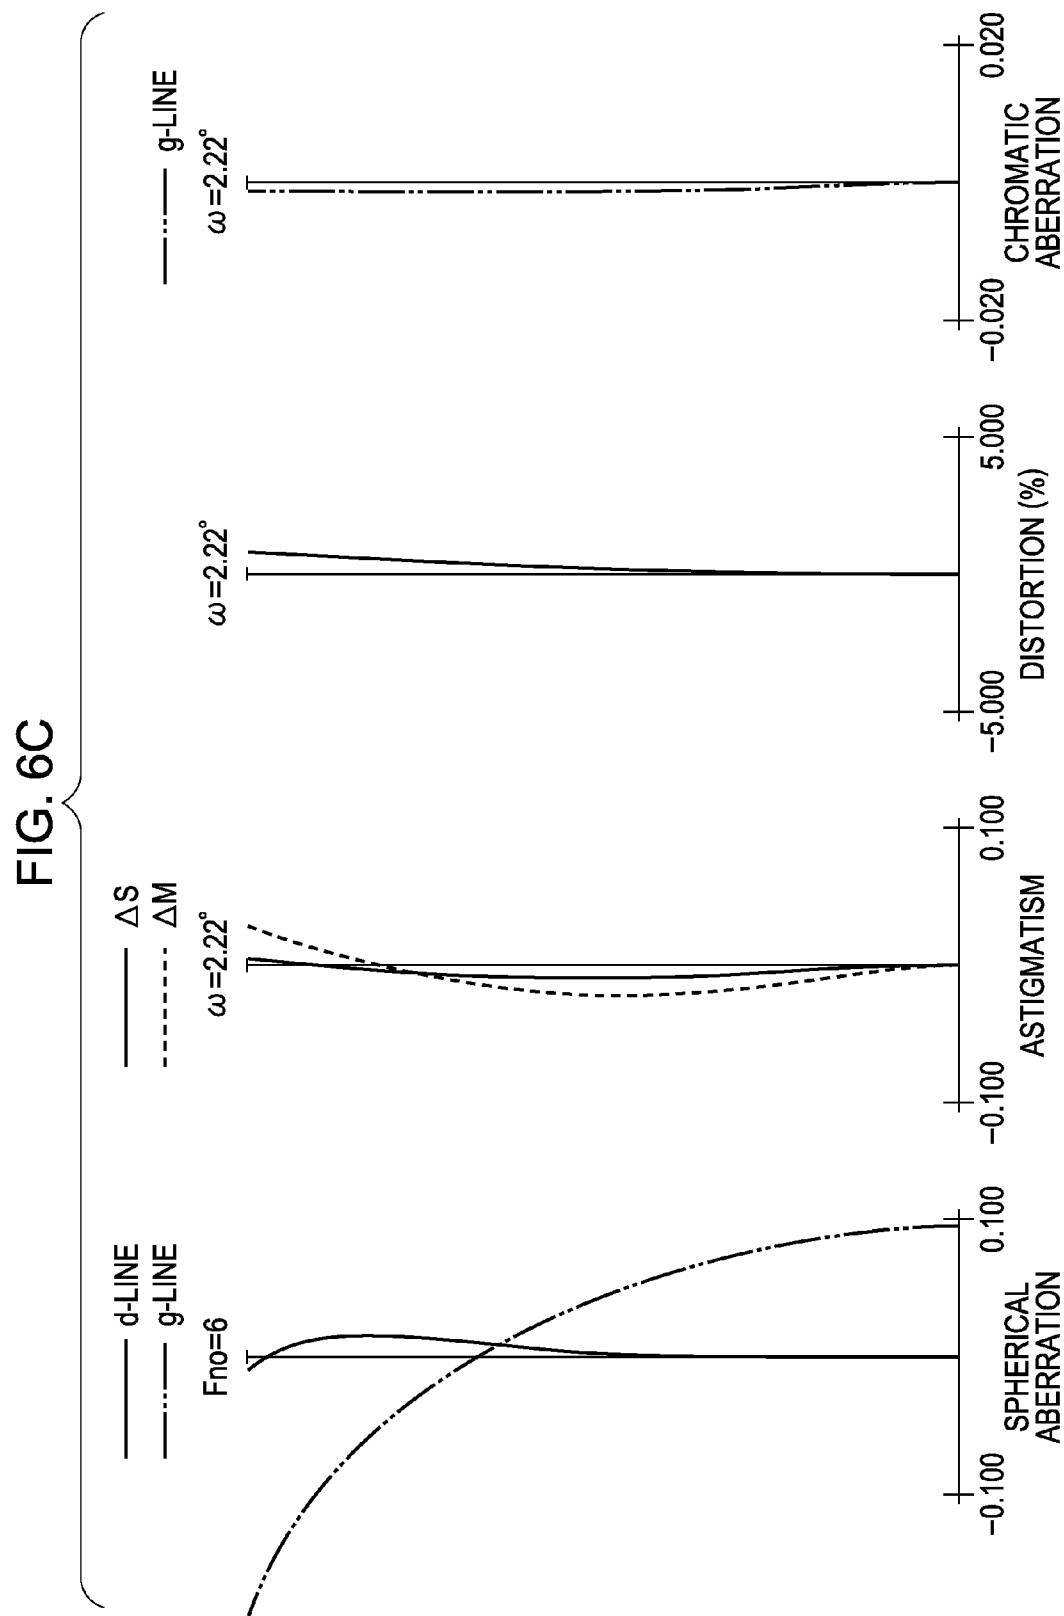 FIG. 6C
d-LINE
g-LINE
Fno=6
-0.100
0.100
SPHERICAL
ABERRATION
ΔS
ΔM
ω=2.22°
-0.100
0.100
ASTIGMATISM
ω=2.22°
-5.000
5.000
DISTORTION (%)
g-LINE
ω=2.22°
-0.020
0.020
CHROMATIC
ABERRATION